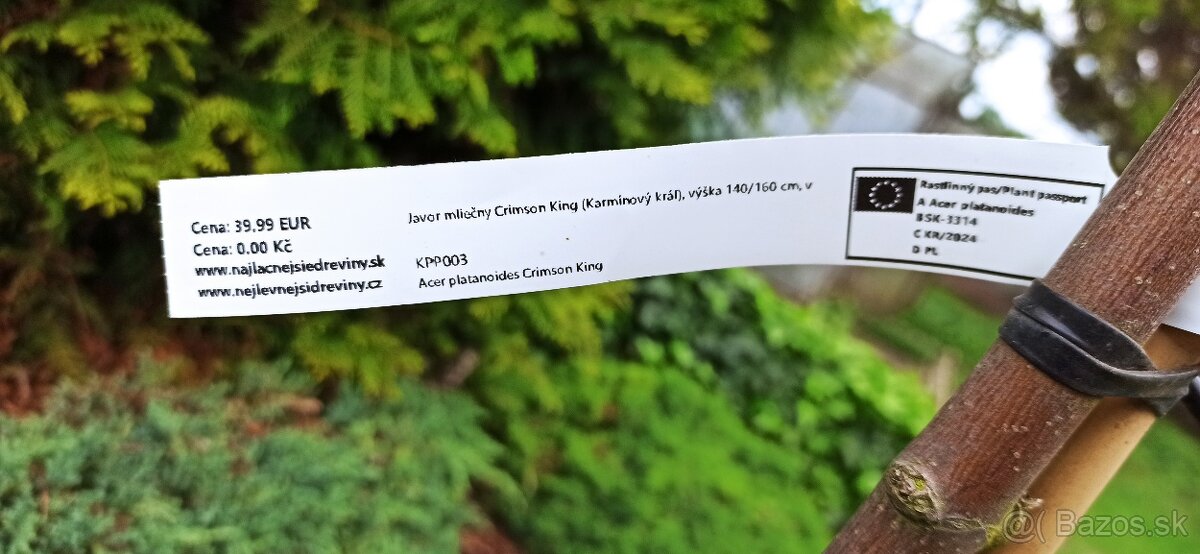 Cena: 39,99 EUR
Cena: 0.00 Kč
www.najlacnejsiedreviny.sk
www.nejlevnejsidreviny.cz
Javor mliečny Crimson King (Karmínový kráľ), výška 140/160 cm, v
KPP003
Acer platanoides Crimson King
Rastlinný pas/Plant passport
A Acer platanoides
BSK-3314
C KR/2024
D PL
@( Bazos.sk